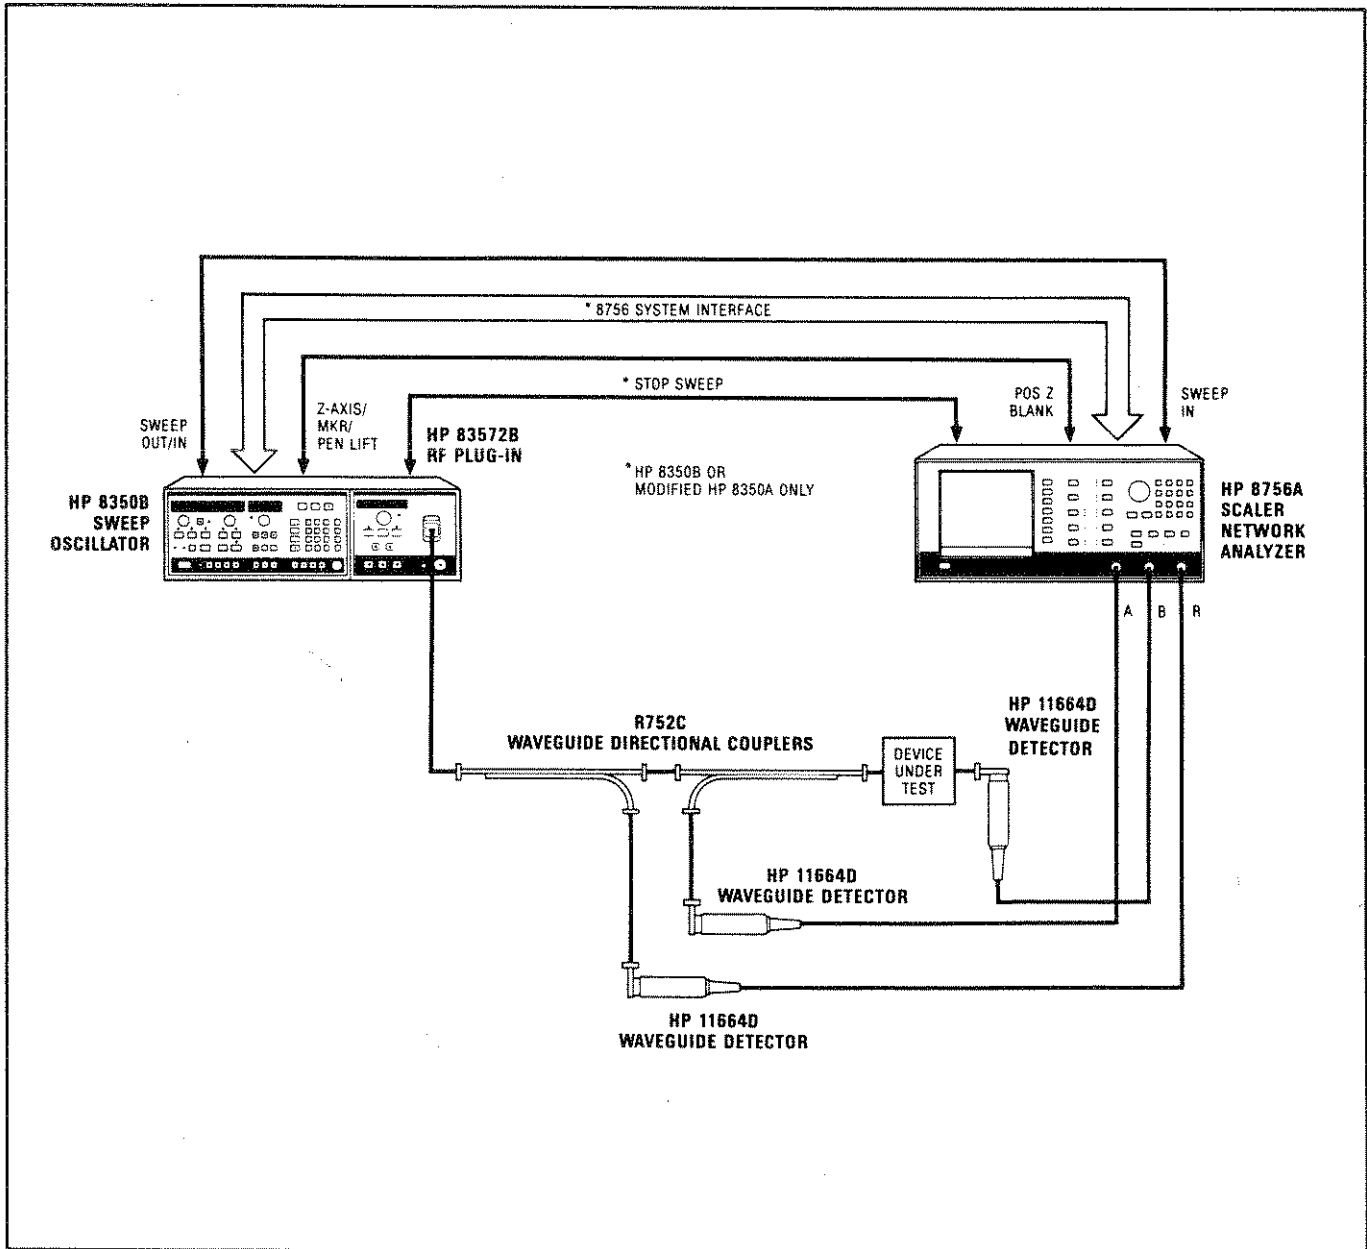 * 8756 SYSTEM INTERFACE
* STOP SWEEP
SWEEP
OUT/IN
Z-AXIS/
MKR/
PEN LIFT
HP 83572B
RF PLUG-IN
POS Z
BLANK
SWEEP
IN
* HP 8350B OR
MODIFIED HP 8350A ONLY
HP 8350B
SWEEP
OSCILLATOR
HP 8756A
SCALER
NETWORK
ANALYZER
A
B
R
R752C
WAVEGUIDE DIRECTIONAL COUPLERS
HP 11664D
WAVEGUIDE
DETECTOR
DEVICE
UNDER
TEST
HP 11664D
WAVEGUIDE DETECTOR
HP 11664D
WAVEGUIDE DETECTOR